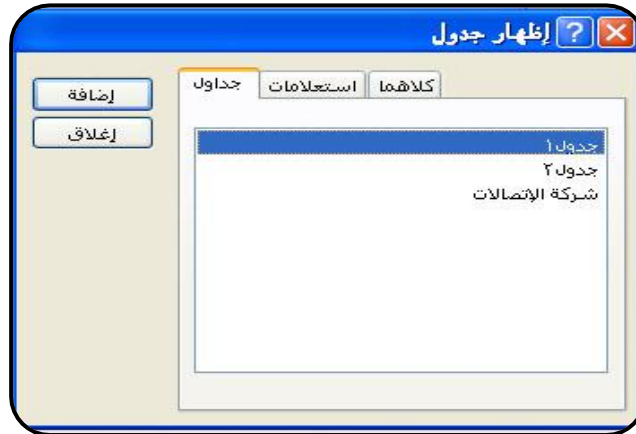 إظهار جدول
جداول استعلامات كلاهما
إضافة
إغلاق
جدول١
جدول٢
شركة الإتصالات